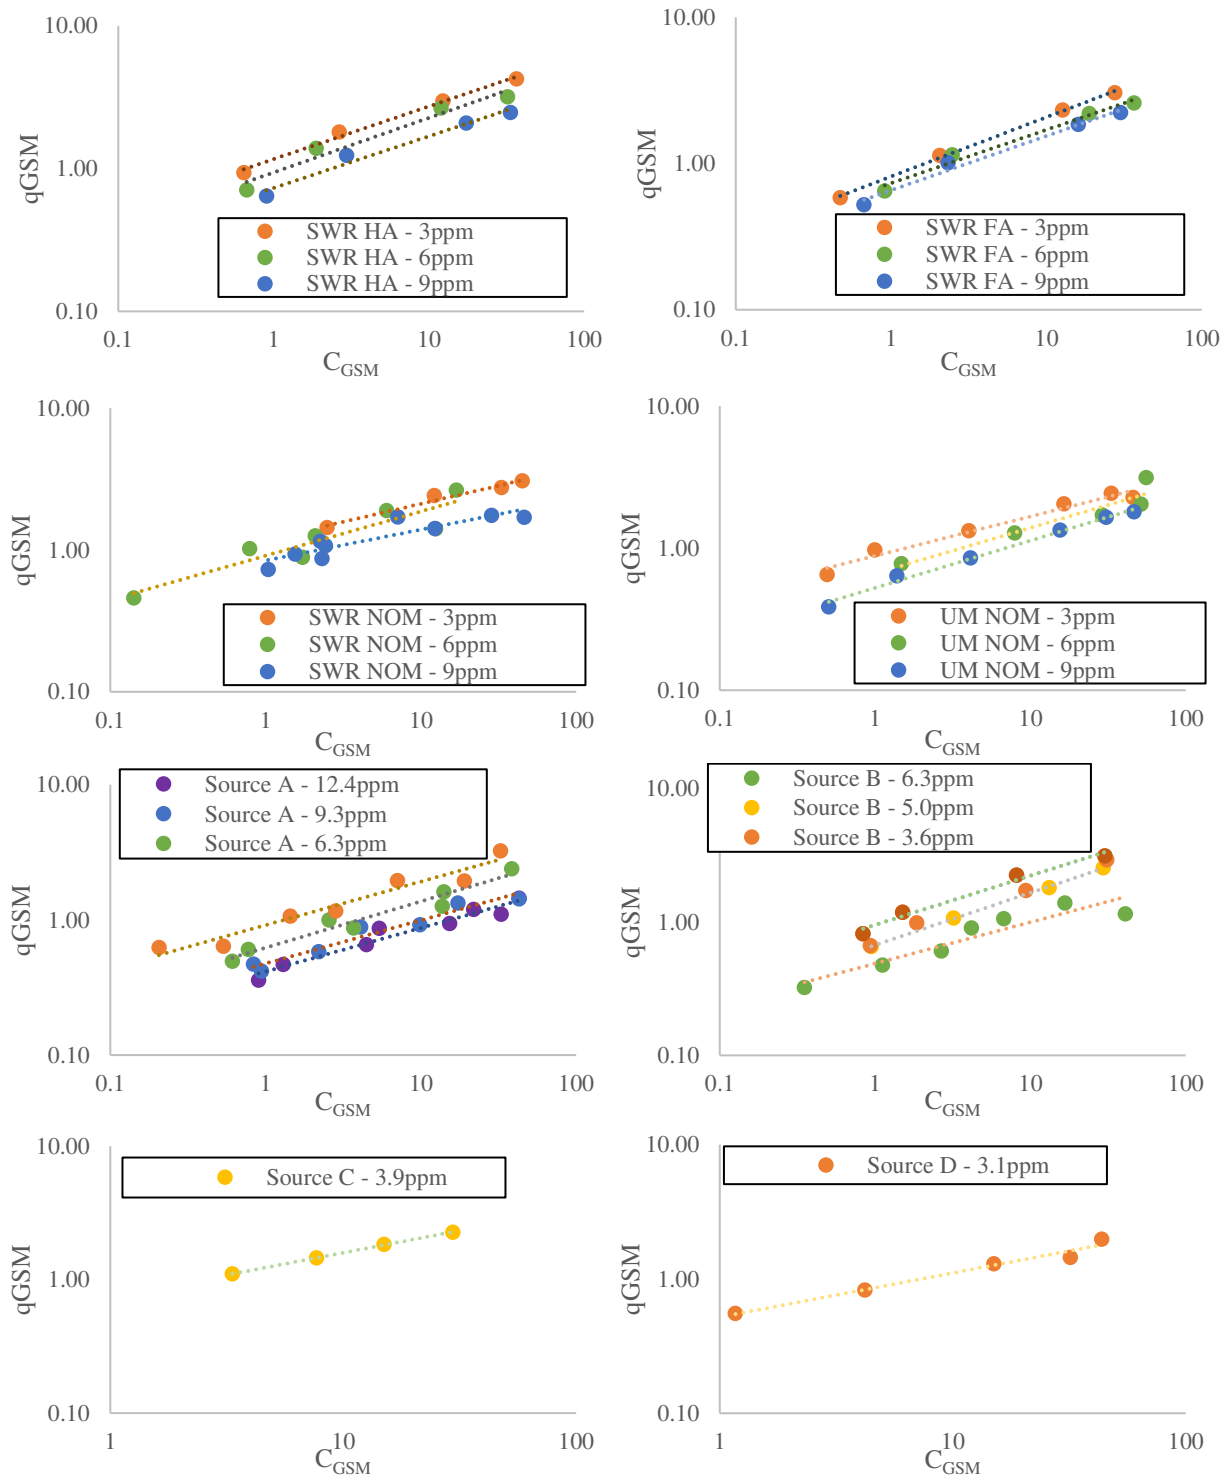 10.00
1.00
0.10
qGSM
SWR HA - 3ppm
SWR HA - 6ppm
SWR HA - 9ppm
0.1 1 10 100
CGSM
10.00
1.00
0.10
qGSM
SWR FA - 3ppm
SWR FA - 6ppm
SWR FA - 9ppm
0.1 1 10 100
CGSM
10.00
1.00
0.10
qGSM
SWR NOM - 3ppm
SWR NOM - 6ppm
SWR NOM - 9ppm
0.1 1 10 100
CGSM
10.00
1.00
0.10
qGSM
UM NOM - 3ppm
UM NOM - 6ppm
UM NOM - 9ppm
0.1 1 10 100
CGSM
Source A - 12.4ppm
Source A - 9.3ppm
Source A - 6.3ppm
10.00
1.00
0.10
qGSM
0.1 1 10 100
CGSM
Source B - 6.3ppm
Source B - 5.0ppm
Source B - 3.6ppm
10.00
1.00
0.10
qGSM
0.1 1 10 100
CGSM
10.00
1.00
0.10
qGSM
Source C - 3.9ppm
1 10 100
CGSM
10.00
1.00
0.10
qGSM
Source D - 3.1ppm
1 10 100
CGSM